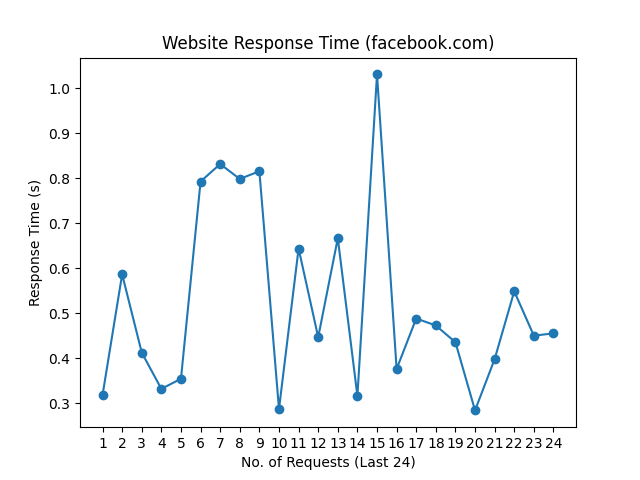 Website Response Time (facebook.com)
Response Time (s)
1.0
0.9
0.8
0.7
0.6
0.5
0.4
0.3
1 2 3 4 5 6 7 8 9 10 11 12 13 14 15 16 17 18 19 20 21 22 23 24
No. of Requests (Last 24)